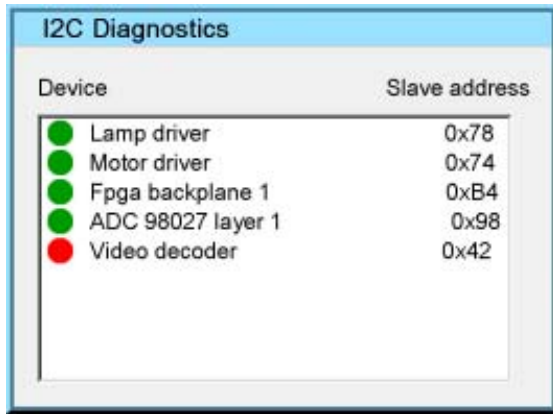 I2C Diagnostics
Device Slave address
Lamp driver 0x78
Motor driver 0x74
Fpga backplane 1 0xB4
ADC 98027 layer 1 0x98
Video decoder 0x42